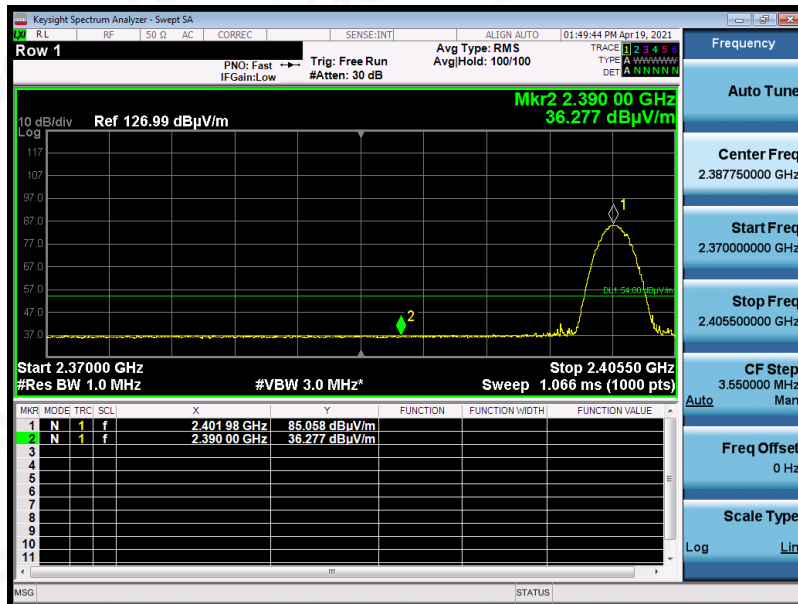 Keysight Spectrum Analyzer - Swept SA
LXI RL RF 50 Ω AC CORREC SENSE:INT ALIGN AUTO 01:49:44 PM Apr 19, 2021
Row 1
PNO: Fast
IFGain:Low
Trig: Free Run
#Atten: 30 dB
Avg Type: RMS
Avg|Hold: 100/100
TRACE 1 2 3 4 5 6
TYPE A WWWWW
DET A N N N N N
Mkr2 2.390 00 GHz
36.277 dBµV/m
10 dB/div Ref 126.99 dBµV/m
Log
117
107
97.0
87.0
77.0
67.0
57.0
47.0
37.0
1
DL1 54.00 dBµV/m
2
Start 2.37000 GHz Stop 2.40550 GHz
#Res BW 1.0 MHz #VBW 3.0 MHz* Sweep 1.066 ms (1000 pts)
MKR MODE TRC SCL X Y FUNCTION FUNCTION WIDTH FUNCTION VALUE
1 N 1 f 2.401 98 GHz 85.058 dBµV/m
2 N 1 f 2.390 00 GHz 36.277 dBµV/m
3
4
5
6
7
8
9
10
11
MSG STATUS
Frequency
Auto Tune
Center Freq
2.387750000 GHz
Start Freq
2.370000000 GHz
Stop Freq
2.405500000 GHz
CF Step
3.550000 MHz
Auto Man
Freq Offset
0 Hz
Scale Type
Log Lin